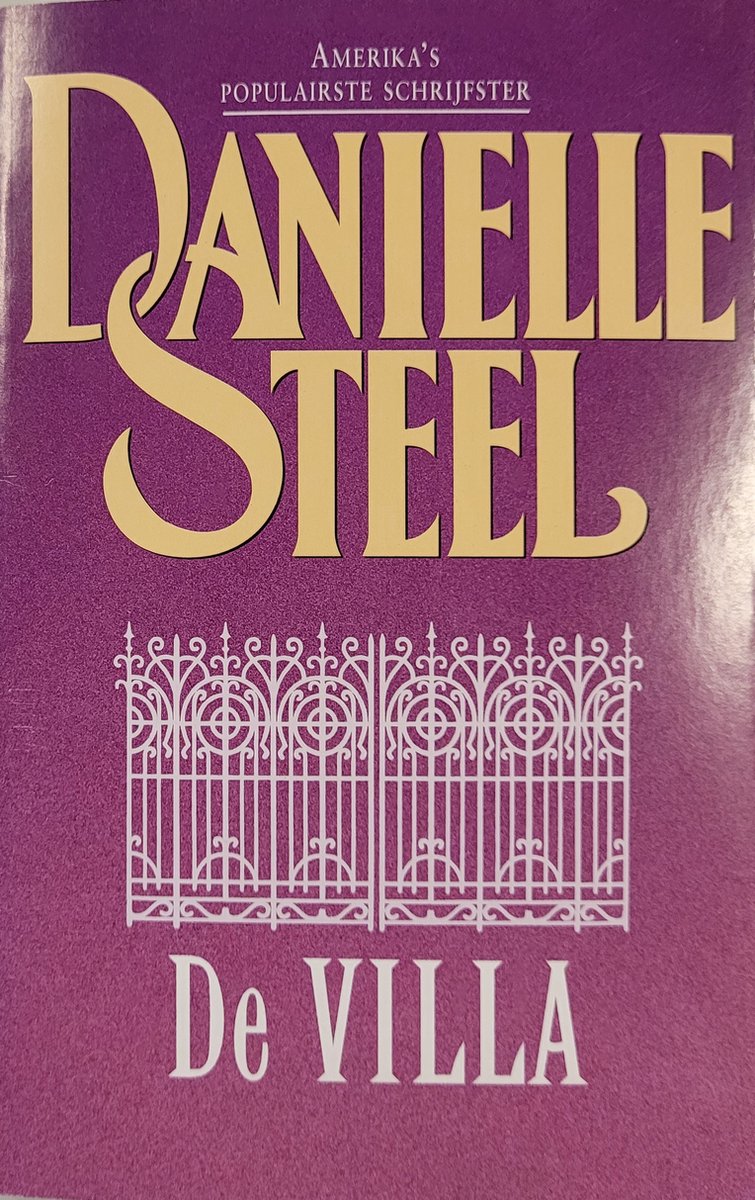 AMERIKA'S
POPULAIRSTE SCHRIJFSTER
DANIELLE
STEEL
De VILLA